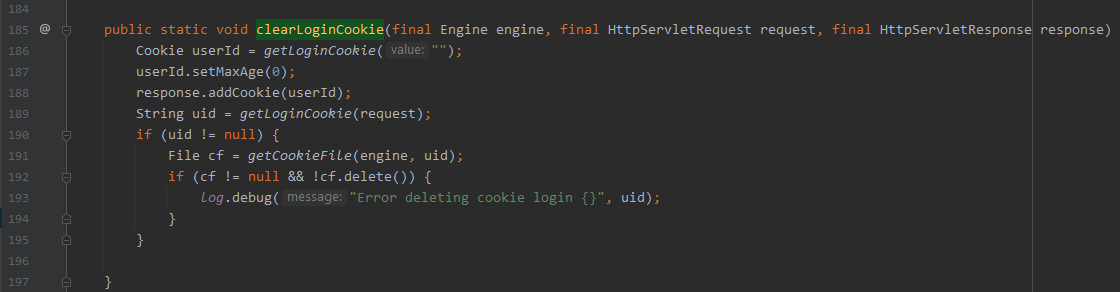 184
185 @ public static void clearLoginCookie(final Engine engine, final HttpServletRequest request, final HttpServletResponse response)
186 Cookie userId = getLoginCookie( value: "");
187 userId.setMaxAge(0);
188 response.addCookie(userId);
189 String uid = getLoginCookie(request);
190 if (uid != null) {
191 File cf = getCookieFile(engine, uid);
192 if (cf != null && !cf.delete()) {
193 log.debug( message: "Error deleting cookie login {}", uid);
194 }
195 }
196
197 }